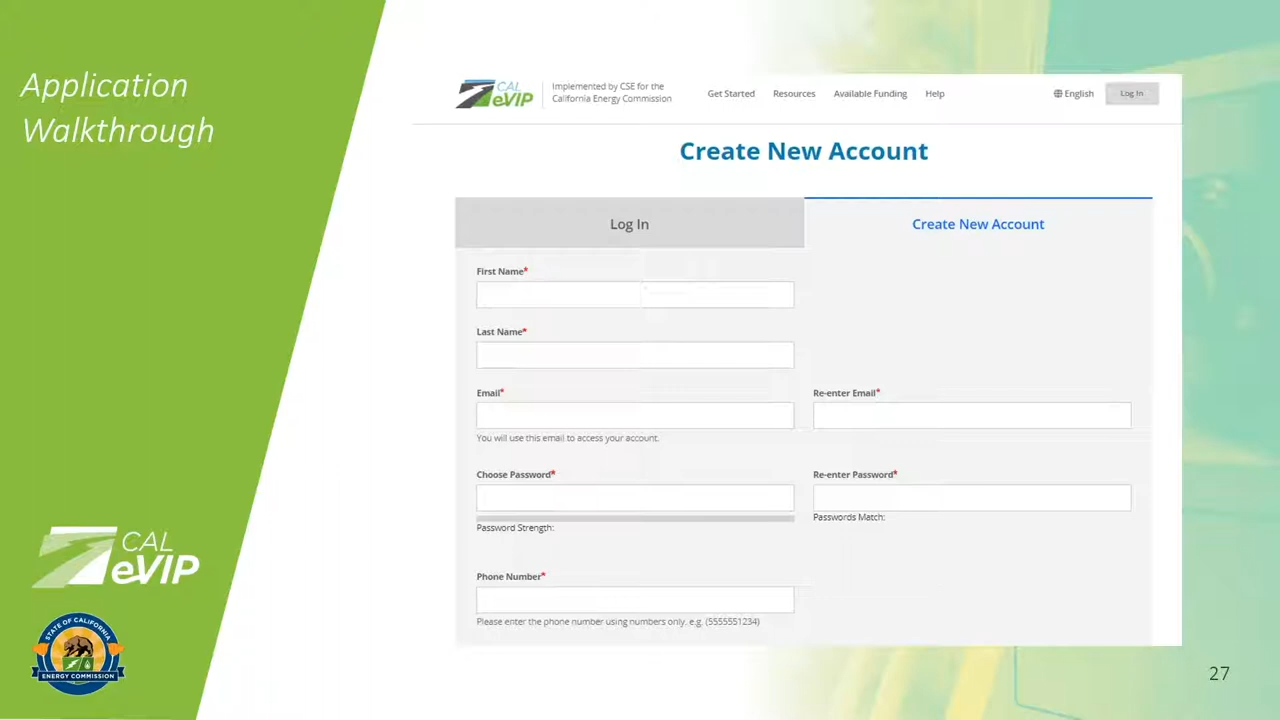 Application
Walkthrough
CAL
eVIP
Implemented by CSE for the
California Energy Commission
Get Started
Resources
Available Funding
Help
English
Log In
Create New Account
Log In
Create New Account
First Name*
Last Name*
Email*
Re-enter Email*
You will use this email to access your account.
Choose Password*
Re-enter Password*
Password Strength:
Passwords Match:
Phone Number*
Please enter the phone number using numbers only. e.g. (5555551234)
CAL
eVIP
STATE OF CALIFORNIA
ENERGY COMMISSION
27